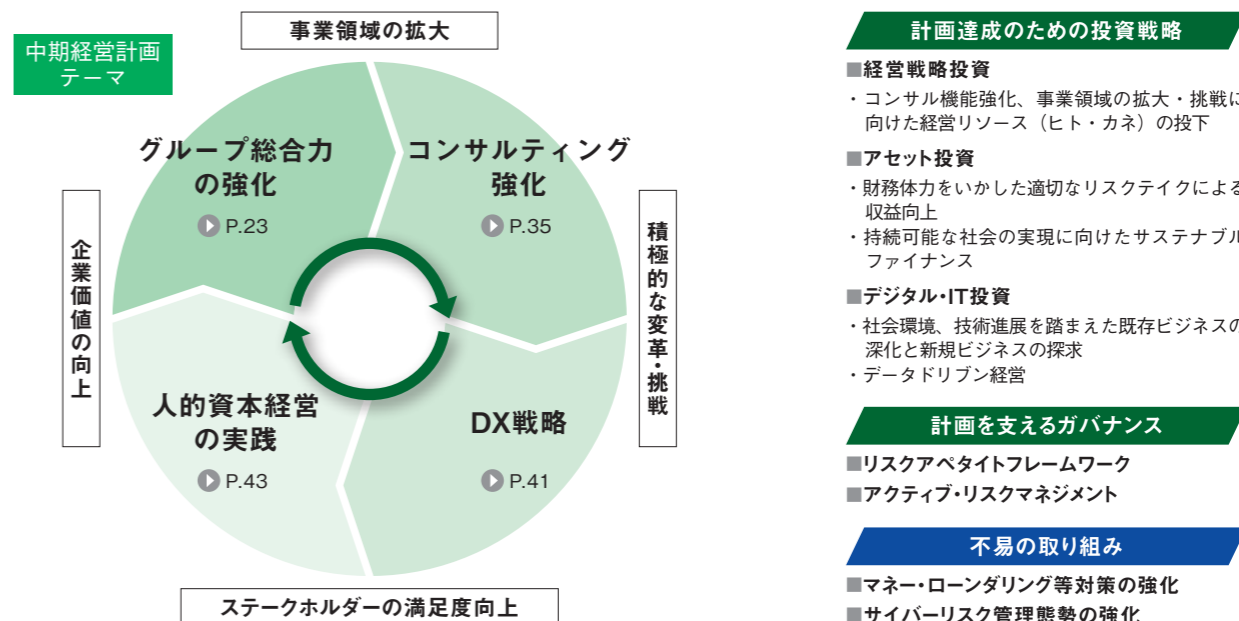 中期経営計画
テーマ
事業領域の拡大
グループ総合力
の強化
P.23
コンサルティング
強化
P.35
企業価値の向上
積極的な変革・挑戦
人的資本経営
の実践
P.43
DX戦略
P.41
ステークホルダーの満足度向上
計画達成のための投資戦略
■経営戦略投資
・コンサル機能強化、事業領域の拡大・挑戦に
向けた経営リソース（ヒト・カネ）の投下
■アセット投資
・財務体力をいかした適切なリスクテイクによる
収益向上
・持続可能な社会の実現に向けたサステナブル
ファイナンス
■デジタル・IT投資
・社会環境、技術進展を踏まえた既存ビジネスの
深化と新規ビジネスの探求
・データドリブン経営
計画を支えるガバナンス
■リスクアペタイトフレームワーク
■アクティブ・リスクマネジメント
不易の取り組み
■マネー・ローンダリング等対策の強化
■サイバーリスク管理態勢の強化